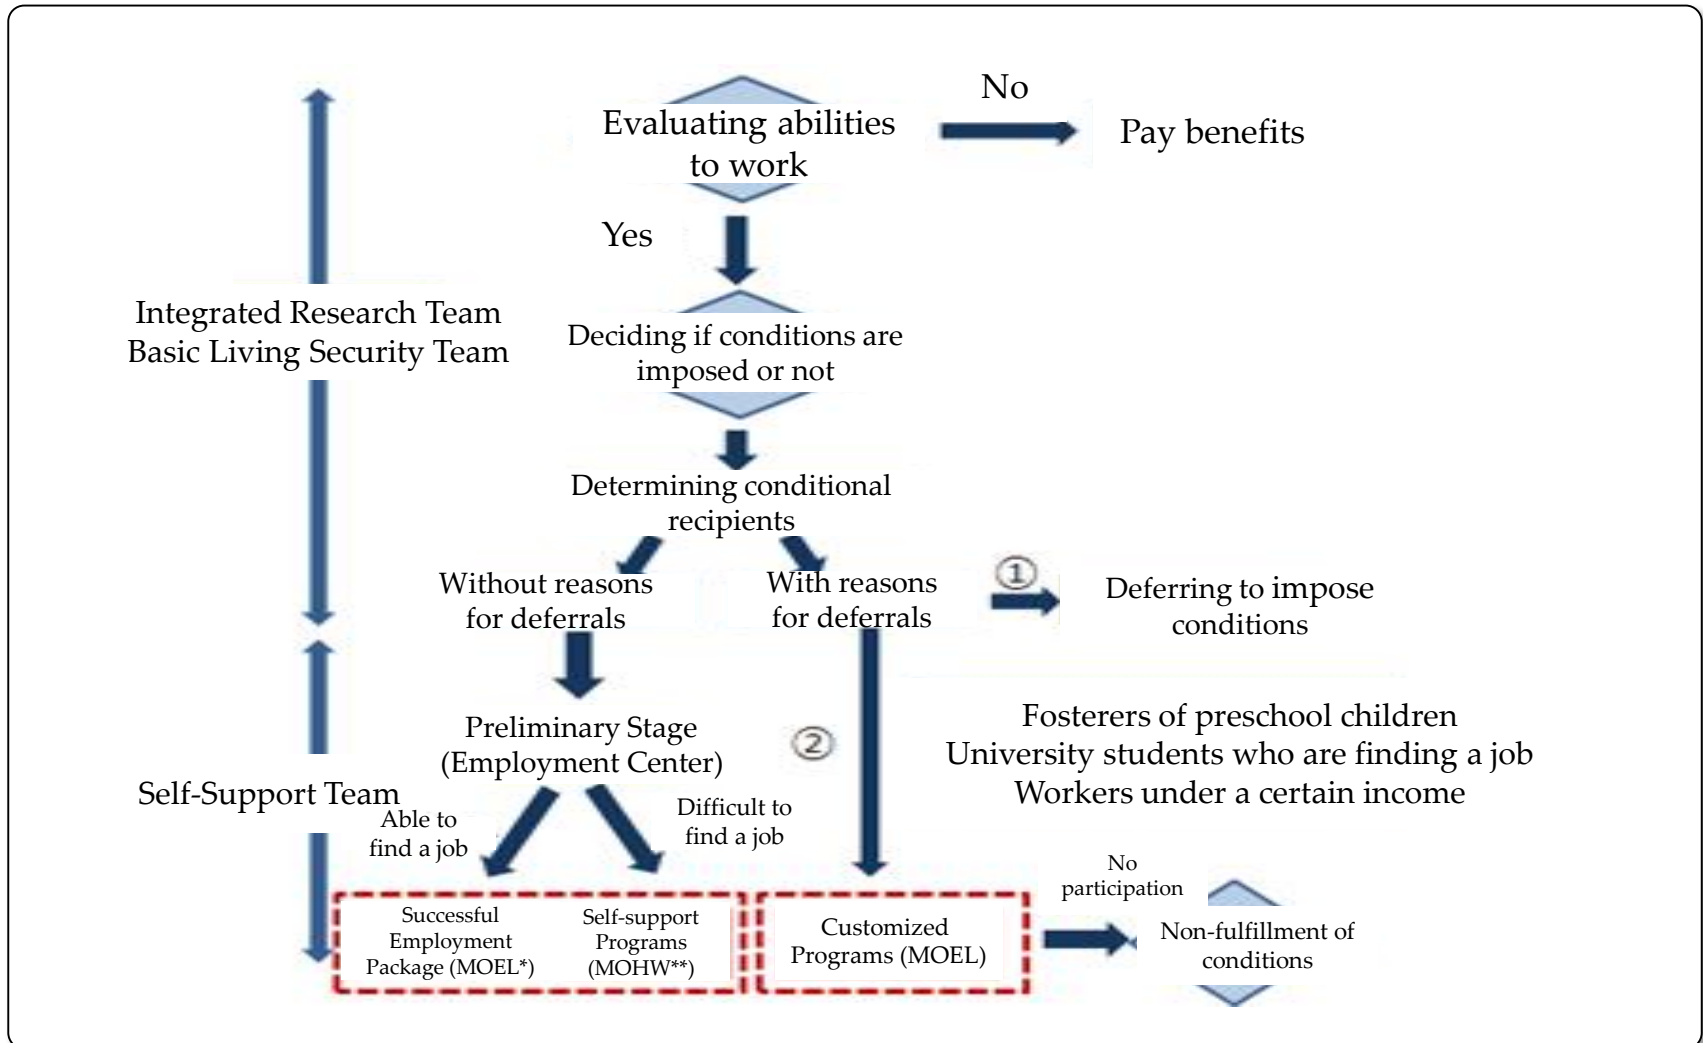 No
Evaluating abilities
to work
Pay benefits
Yes
Integrated Research Team
Basic Living Security Team
Deciding if conditions are
imposed or not
Determining conditional
recipients
Without reasons
for deferrals
With reasons
for deferrals
①
Deferring to impose
conditions
Preliminary Stage
(Employment Center)
②
Fosterers of preschool children
University students who are finding a job
Workers under a certain income
Self-Support Team
Able to
find a job
Difficult to
find a job
No
participation
Successful
Employment
Package (MOEL*)
Self-support
Programs
(MOHW**)
Customized
Programs (MOEL)
Non-fulfillment of
conditions